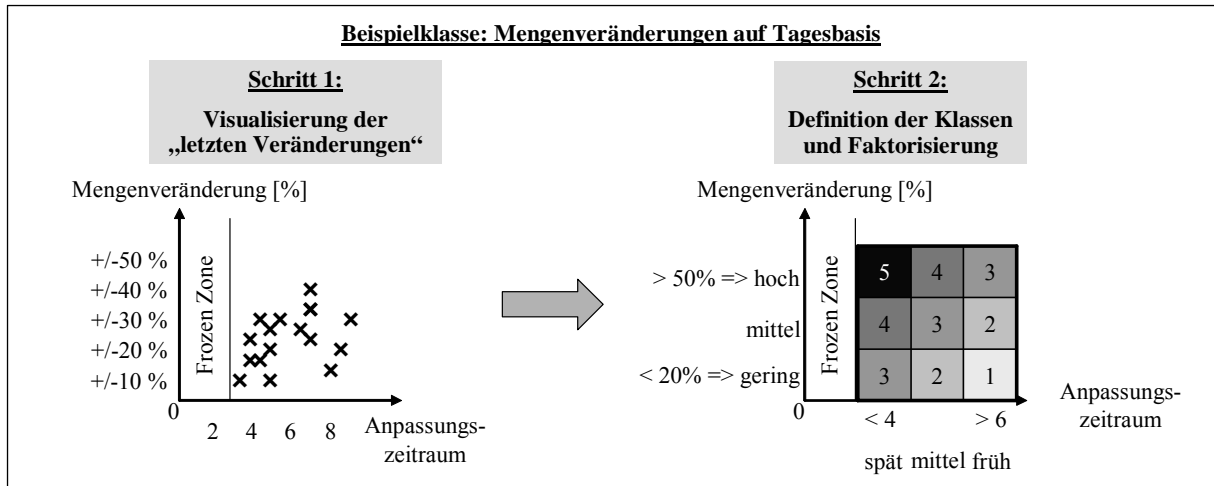 Beispielklasse: Mengenveränderungen auf Tagesbasis
Schritt 1:
Visualisierung der
„letzten Veränderungen“
Mengenveränderung [%]
+/-50 %
+/-40 %
+/-30 %
+/-20 %
+/-10 %
0
Frozen Zone
2 4 6 8
Anpassungs-
zeitraum
Schritt 2:
Definition der Klassen
und Faktorisierung
Mengenveränderung [%]
> 50% => hoch
mittel
< 20% => gering
0
Frozen Zone
5 4 3
4 3 2
3 2 1
< 4 > 6
spät mittel früh
Anpassungs-
zeitraum